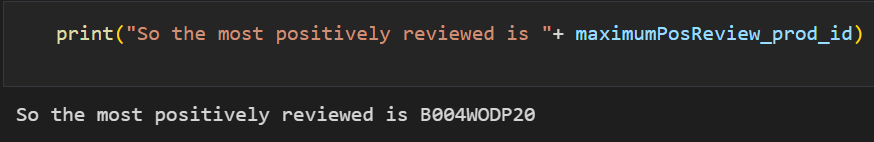 print("So the most positively reviewed is "+ maximumPosReview_prod_id)
So the most positively reviewed is B004WODP20